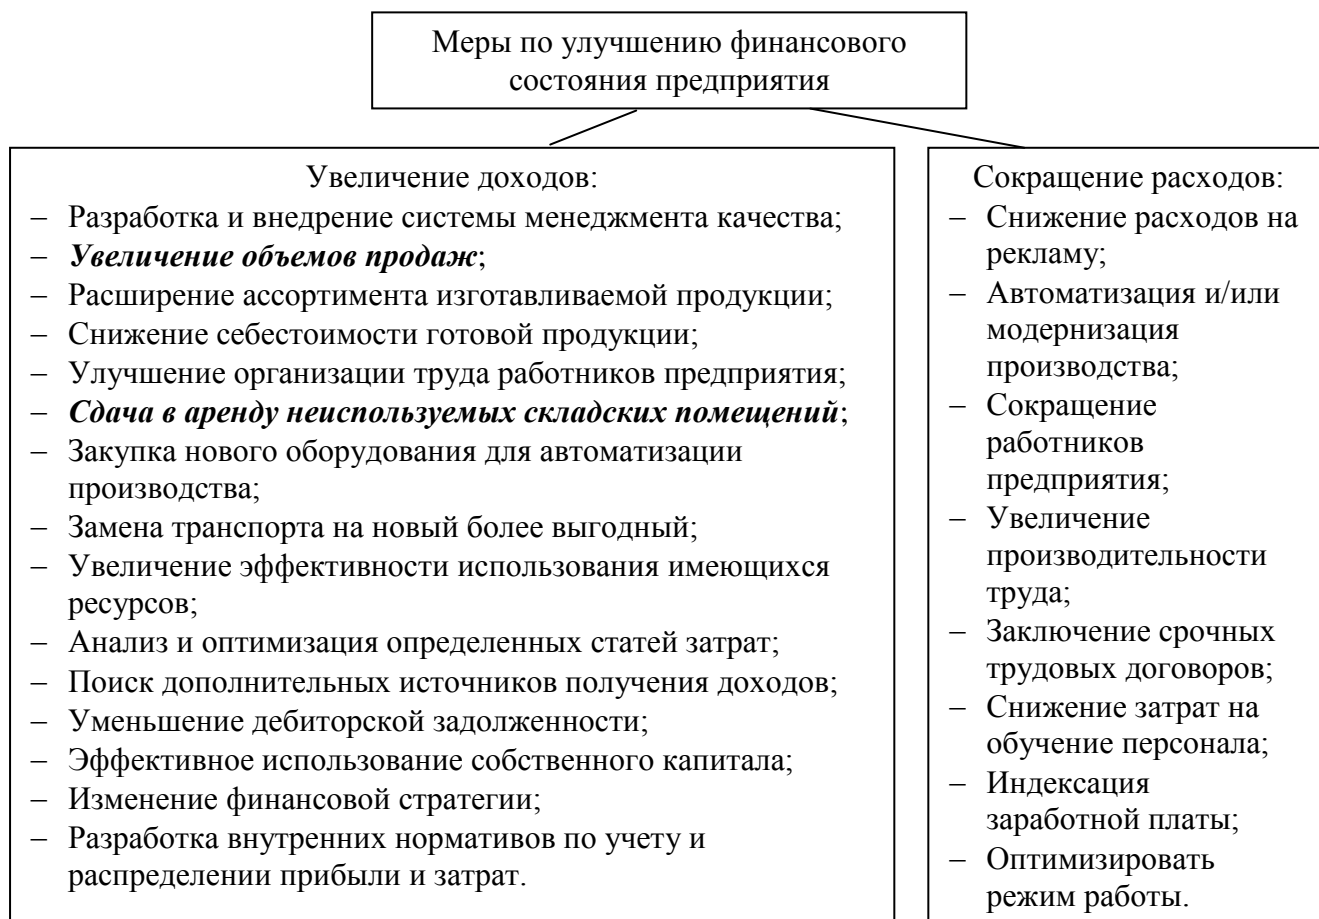 Меры по улучшению финансового
состояния предприятия
Увеличение доходов:
– Разработка и внедрение системы менеджмента качества;
– Увеличение объемов продаж;
– Расширение ассортимента изготавливаемой продукции;
– Снижение себестоимости готовой продукции;
– Улучшение организации труда работников предприятия;
– Сдача в аренду неиспользуемых складских помещений;
– Закупка нового оборудования для автоматизации
производства;
– Замена транспорта на новый более выгодный;
– Увеличение эффективности использования имеющихся
ресурсов;
– Анализ и оптимизация определенных статей затрат;
– Поиск дополнительных источников получения доходов;
– Уменьшение дебиторской задолженности;
– Эффективное использование собственного капитала;
– Изменение финансовой стратегии;
– Разработка внутренних нормативов по учету и
распределении прибыли и затрат.
Сокращение расходов:
– Снижение расходов на
рекламу;
– Автоматизация и/или
модернизация
производства;
– Сокращение
работников
предприятия;
– Увеличение
производительности
труда;
– Заключение срочных
трудовых договоров;
– Снижение затрат на
обучение персонала;
– Индексация
заработной платы;
– Оптимизировать
режим работы.